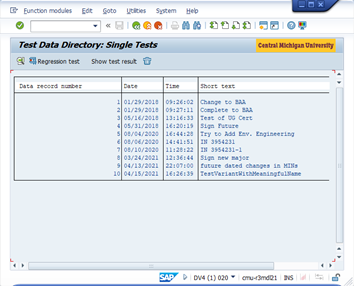 Function modules Edit Goto Utilities System Help
Test Data Directory: Single Tests
Central Michigan University
Regression test Show test result
Data record number Date Time Short text
1 01/29/2018 09:26:02 Change to BAA
2 01/29/2018 09:27:11 Complete to BAA
3 05/16/2018 13:16:33 Test of UG Cert
4 05/31/2018 16:20:19 Sign Future
5 08/04/2020 16:44:28 Try to Add Env. Engineering
6 08/06/2020 14:41:51 IN 3954231
7 08/10/2020 11:28:22 IN 3954231-1
8 03/24/2021 12:36:44 Sign new major
9 04/13/2021 22:07:00 future dated changes in MINs
10 04/15/2021 16:26:39 TestVariantWithMeaningfulName
SAP DV4 (1) 020 cmu-r3mdl21 INS